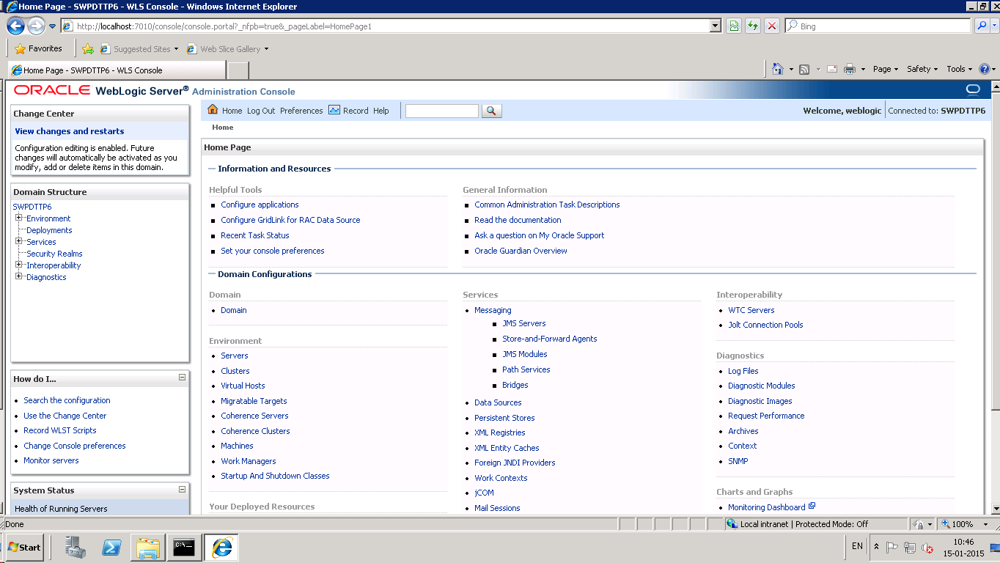 Home Page - SWPDTTP6 - WLS Console - Windows Internet Explorer
http://localhost:7010/console/console.portal?_nfpb=true&_pageLabel=HomePage1
Bing
Favorites
Suggested Sites
Web Slice Gallery
Home Page - SWPDTTP6 - WLS Console
Page
Safety
Tools
ORACLE WebLogic Server® Administration Console
Change Center
View changes and restarts
Configuration editing is enabled. Future
changes will automatically be activated as you
modify, add or delete items in this domain.
Domain Structure
SWPDTTP6
Environment
Deployments
Services
Security Realms
Interoperability
Diagnostics
How do I...
Search the configuration
Use the Change Center
Record WLST Scripts
Change Console preferences
Monitor servers
System Status
Health of Running Servers
Home Log Out Preferences Record Help
Welcome, weblogic
Connected to: SWPDTTP6
Home
Home Page
Information and Resources
Helpful Tools
Configure applications
Configure GridLink for RAC Data Source
Recent Task Status
Set your console preferences
General Information
Common Administration Task Descriptions
Read the documentation
Ask a question on My Oracle Support
Oracle Guardian Overview
Domain Configurations
Domain
Domain
Environment
Servers
Clusters
Virtual Hosts
Migratable Targets
Coherence Servers
Coherence Clusters
Machines
Work Managers
Startup And Shutdown Classes
Your Deployed Resources
Services
Messaging
JMS Servers
Store-and-Forward Agents
JMS Modules
Path Services
Bridges
Data Sources
Persistent Stores
XML Registries
XML Entity Caches
Foreign JNDI Providers
Work Contexts
jCOM
Mail Sessions
Interoperability
WTC Servers
Jolt Connection Pools
Diagnostics
Log Files
Diagnostic Modules
Diagnostic Images
Request Performance
Archives
Context
SNMP
Charts and Graphs
Monitoring Dashboard
Done
Local intranet | Protected Mode: Off
100%
Start
C:\
EN
10:46
15-01-2015